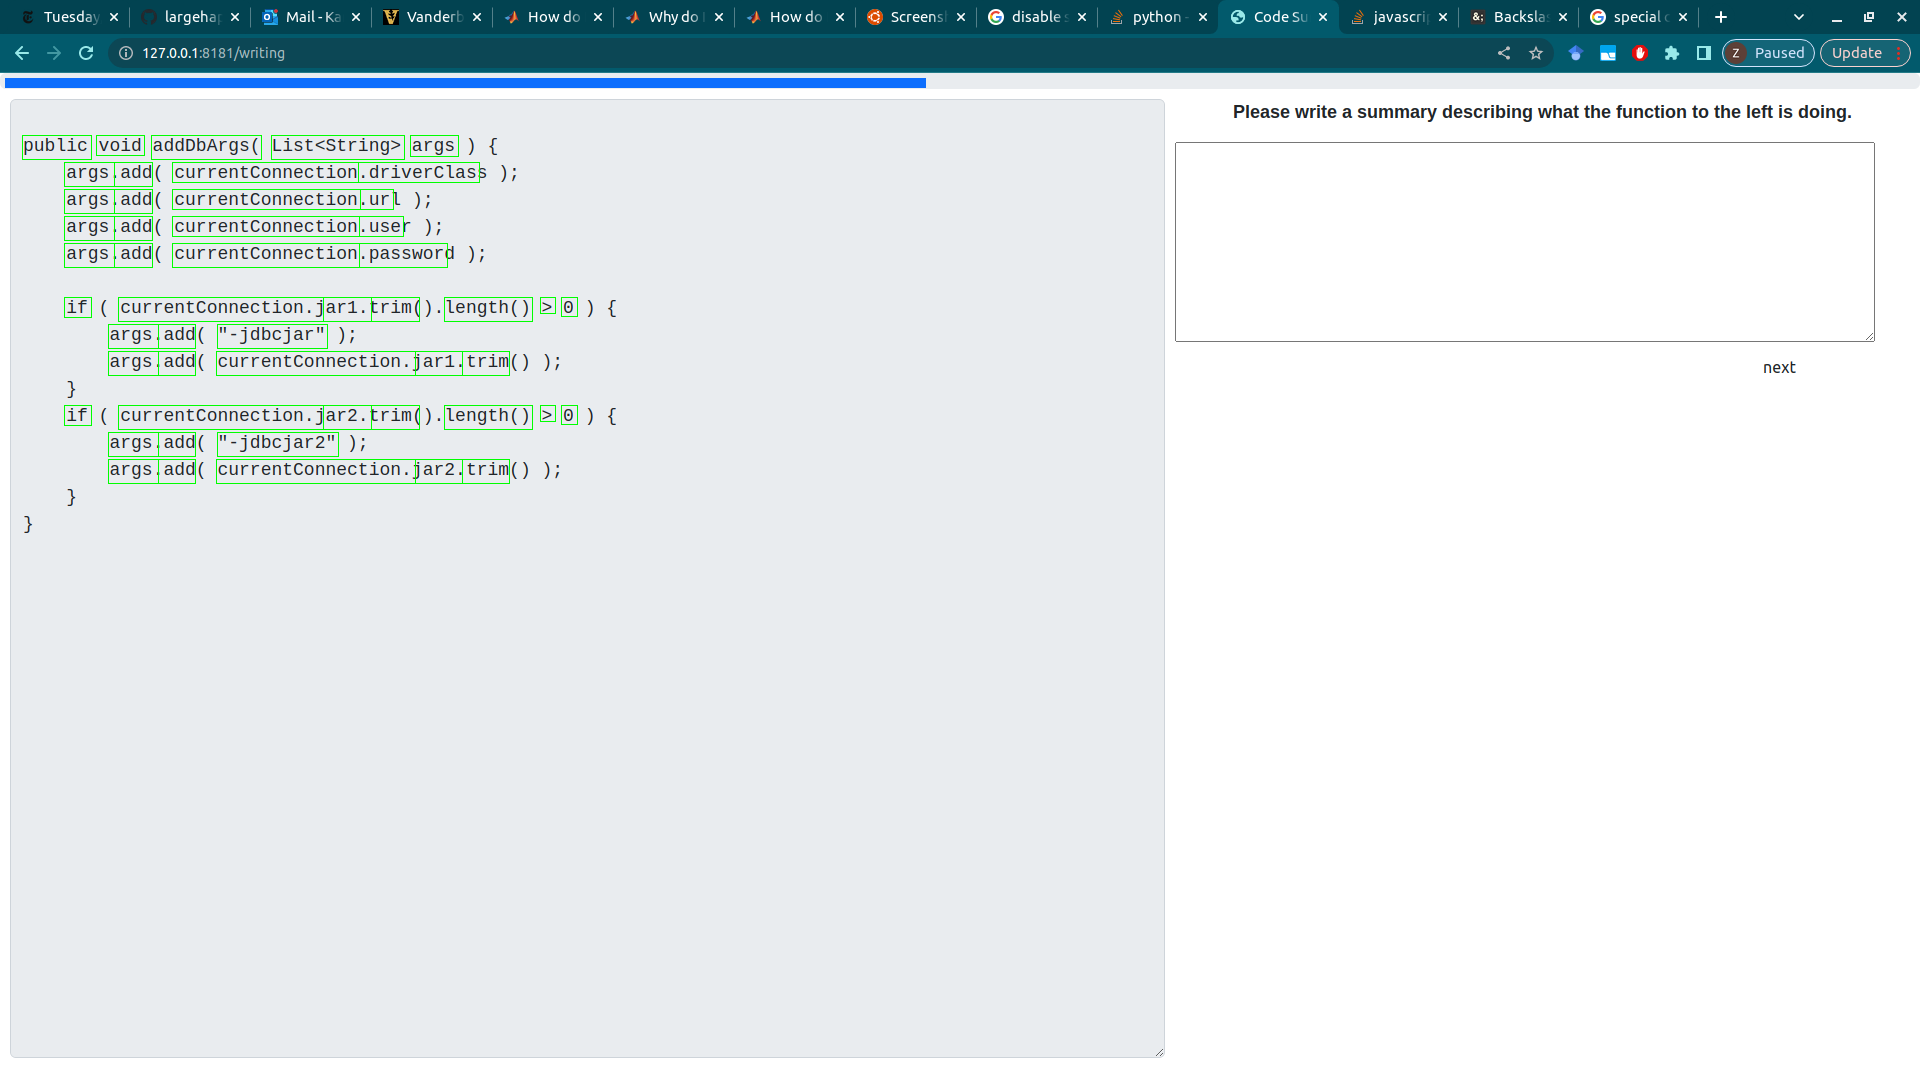 Tuesday
largehap
Mail - Ka
Vanderb
How do
Why do
How do
Screensh
disable s
python -
Code Su
javascrip
Backslas
special c
127.0.0.1:8181/writing
Z Paused
Update
Please write a summary describing what the function to the left is doing.
public void addDbArgs( List<String> args ) {
args.add( currentConnection.driverClass );
args.add( currentConnection.url );
args.add( currentConnection.user );
args.add( currentConnection.password );
if ( currentConnection.jar1.trim().length() > 0 ) {
args.add( "-jdbcjar" );
args.add( currentConnection.jar1.trim() );
}
if ( currentConnection.jar2.trim().length() > 0 ) {
args.add( "-jdbcjar2" );
args.add( currentConnection.jar2.trim() );
}
}
next